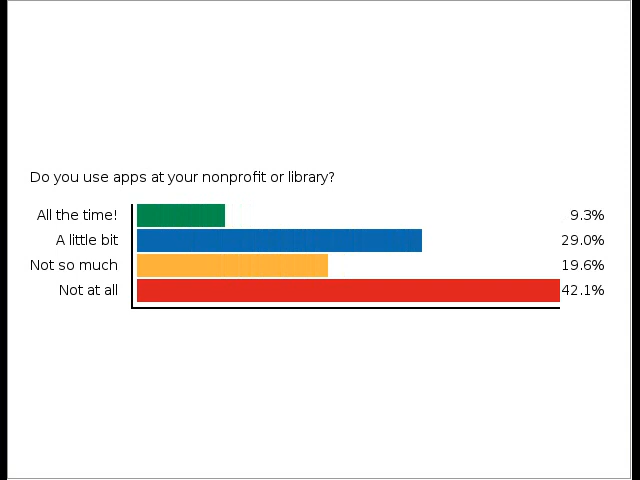 Do you use apps at your nonprofit or library?
All the time! 9.3%
A little bit 29.0%
Not so much 19.6%
Not at all 42.1%